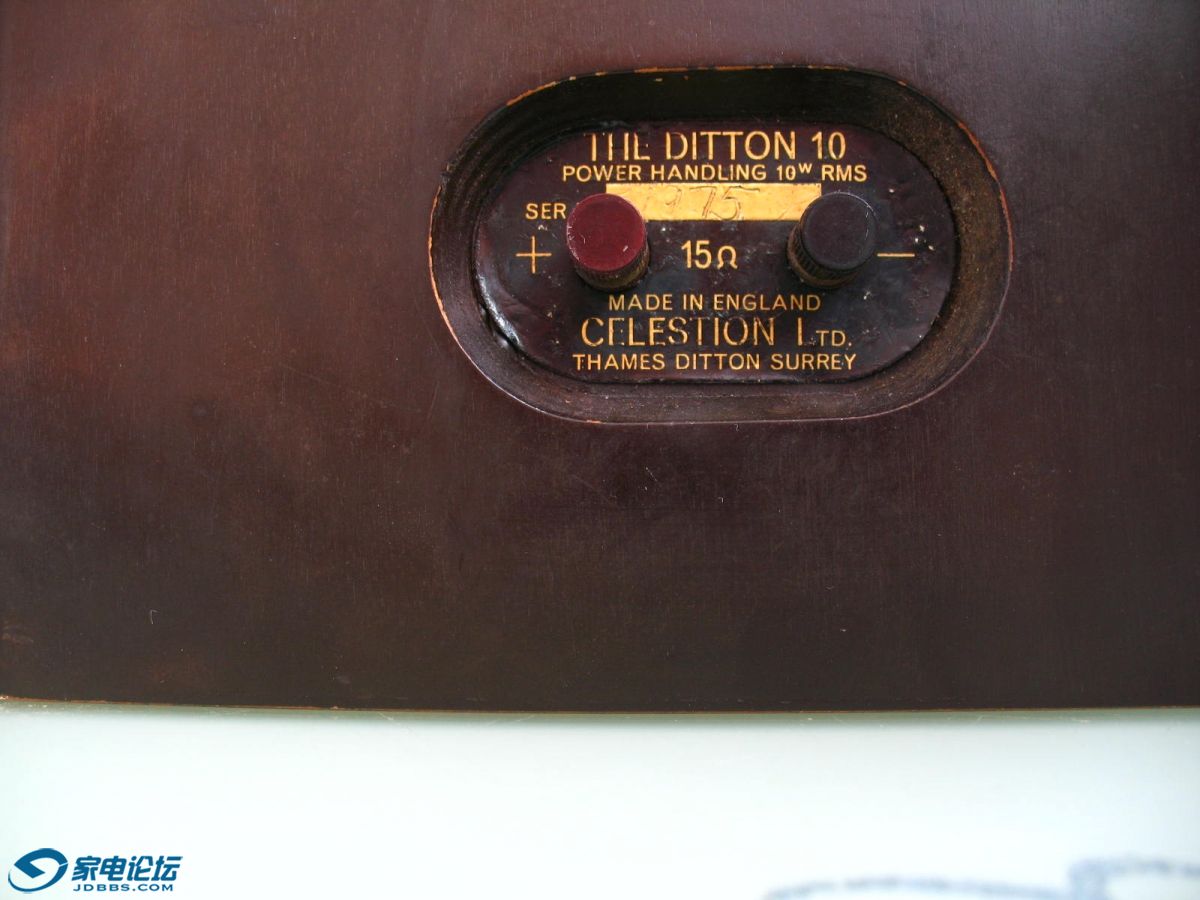 THE DITTON 10
POWER HANDLING 10W RMS
SER 1975
+ 15Ω −
MADE IN ENGLAND
CELESTION LTD.
THAMES DITTON SURREY
家电论坛
JDBBS.COM